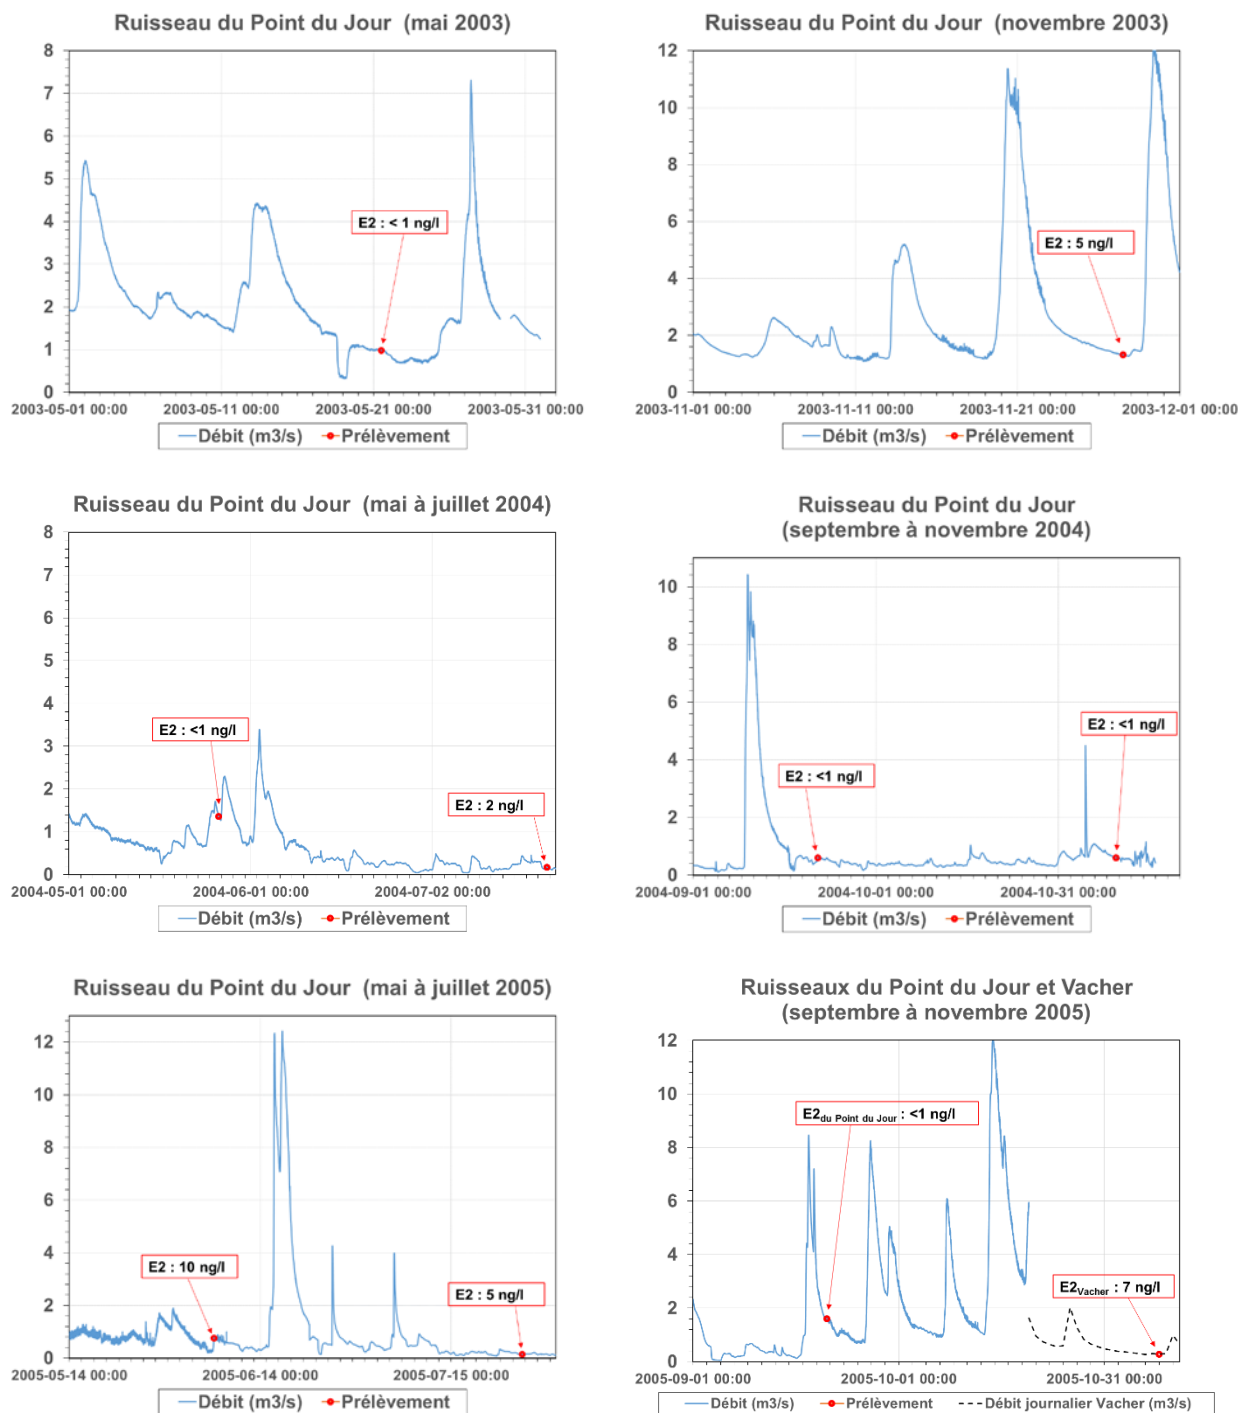 Ruisseau du Point du Jour (mai 2003)
8
7
6
5
4
3
2
1
0
E2 : < 1 ng/l
2003-05-01 00:00 2003-05-11 00:00 2003-05-21 00:00 2003-05-31 00:00
Débit (m3/s) Prélèvement
Ruisseau du Point du Jour (novembre 2003)
12
10
8
6
4
2
0
E2 : 5 ng/l
2003-11-01 00:00 2003-11-11 00:00 2003-11-21 00:00 2003-12-01 00:00
Débit (m3/s) Prélèvement
Ruisseau du Point du Jour (mai à juillet 2004)
8
7
6
5
4
3
2
1
0
E2 : <1 ng/l
E2 : 2 ng/l
2004-05-01 00:00 2004-06-01 00:00 2004-07-02 00:00
Débit (m3/s) Prélèvement
Ruisseau du Point du Jour
(septembre à novembre 2004)
10
8
6
4
2
0
E2 : <1 ng/l
E2 : <1 ng/l
2004-09-01 00:00 2004-10-01 00:00 2004-10-31 00:00
Débit (m3/s) Prélèvement
Ruisseau du Point du Jour (mai à juillet 2005)
12
10
8
6
4
2
0
E2 : 10 ng/l
E2 : 5 ng/l
2005-05-14 00:00 2005-06-14 00:00 2005-07-15 00:00
Débit (m3/s) Prélèvement
Ruisseaux du Point du Jour et Vacher
(septembre à novembre 2005)
12
10
8
6
4
2
0
E2du Point du Jour : <1 ng/l
E2Vacher : 7 ng/l
2005-09-01 00:00 2005-10-01 00:00 2005-10-31 00:00
Débit (m3/s) Prélèvement Débit journalier Vacher (m3/s)